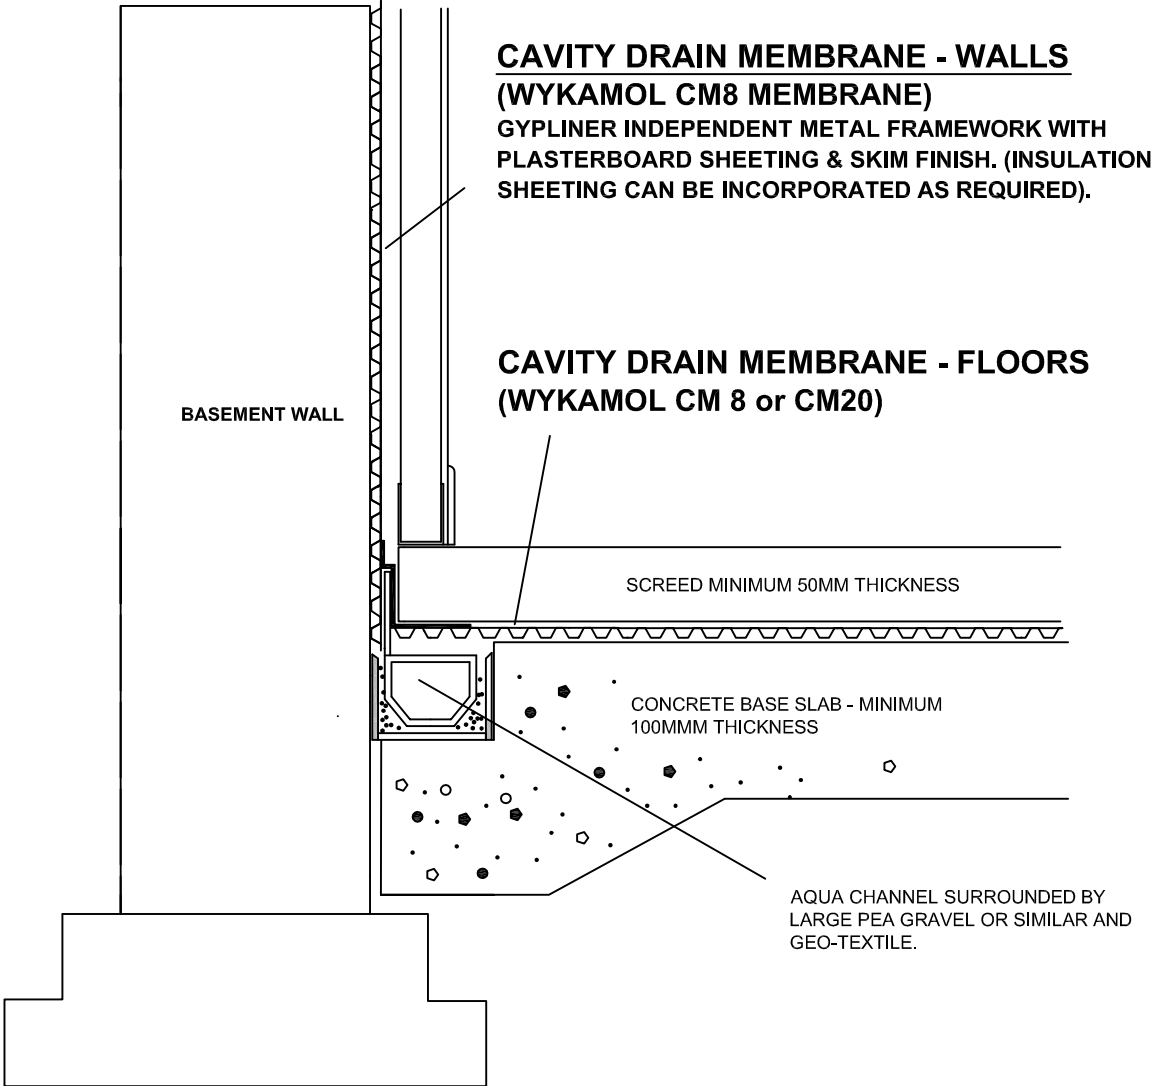 CAVITY DRAIN MEMBRANE - WALLS
(WYKAMOL CM8 MEMBRANE)
GYPLINER INDEPENDENT METAL FRAMEWORK WITH
PLASTERBOARD SHEETING & SKIM FINISH. (INSULATION
SHEETING CAN BE INCORPORATED AS REQUIRED).
CAVITY DRAIN MEMBRANE - FLOORS
(WYKAMOL CM 8 or CM20)
BASEMENT WALL
SCREED MINIMUM 50MM THICKNESS
CONCRETE BASE SLAB - MINIMUM
100MMM THICKNESS
AQUA CHANNEL SURROUNDED BY
LARGE PEA GRAVEL OR SIMILAR AND
GEO-TEXTILE.